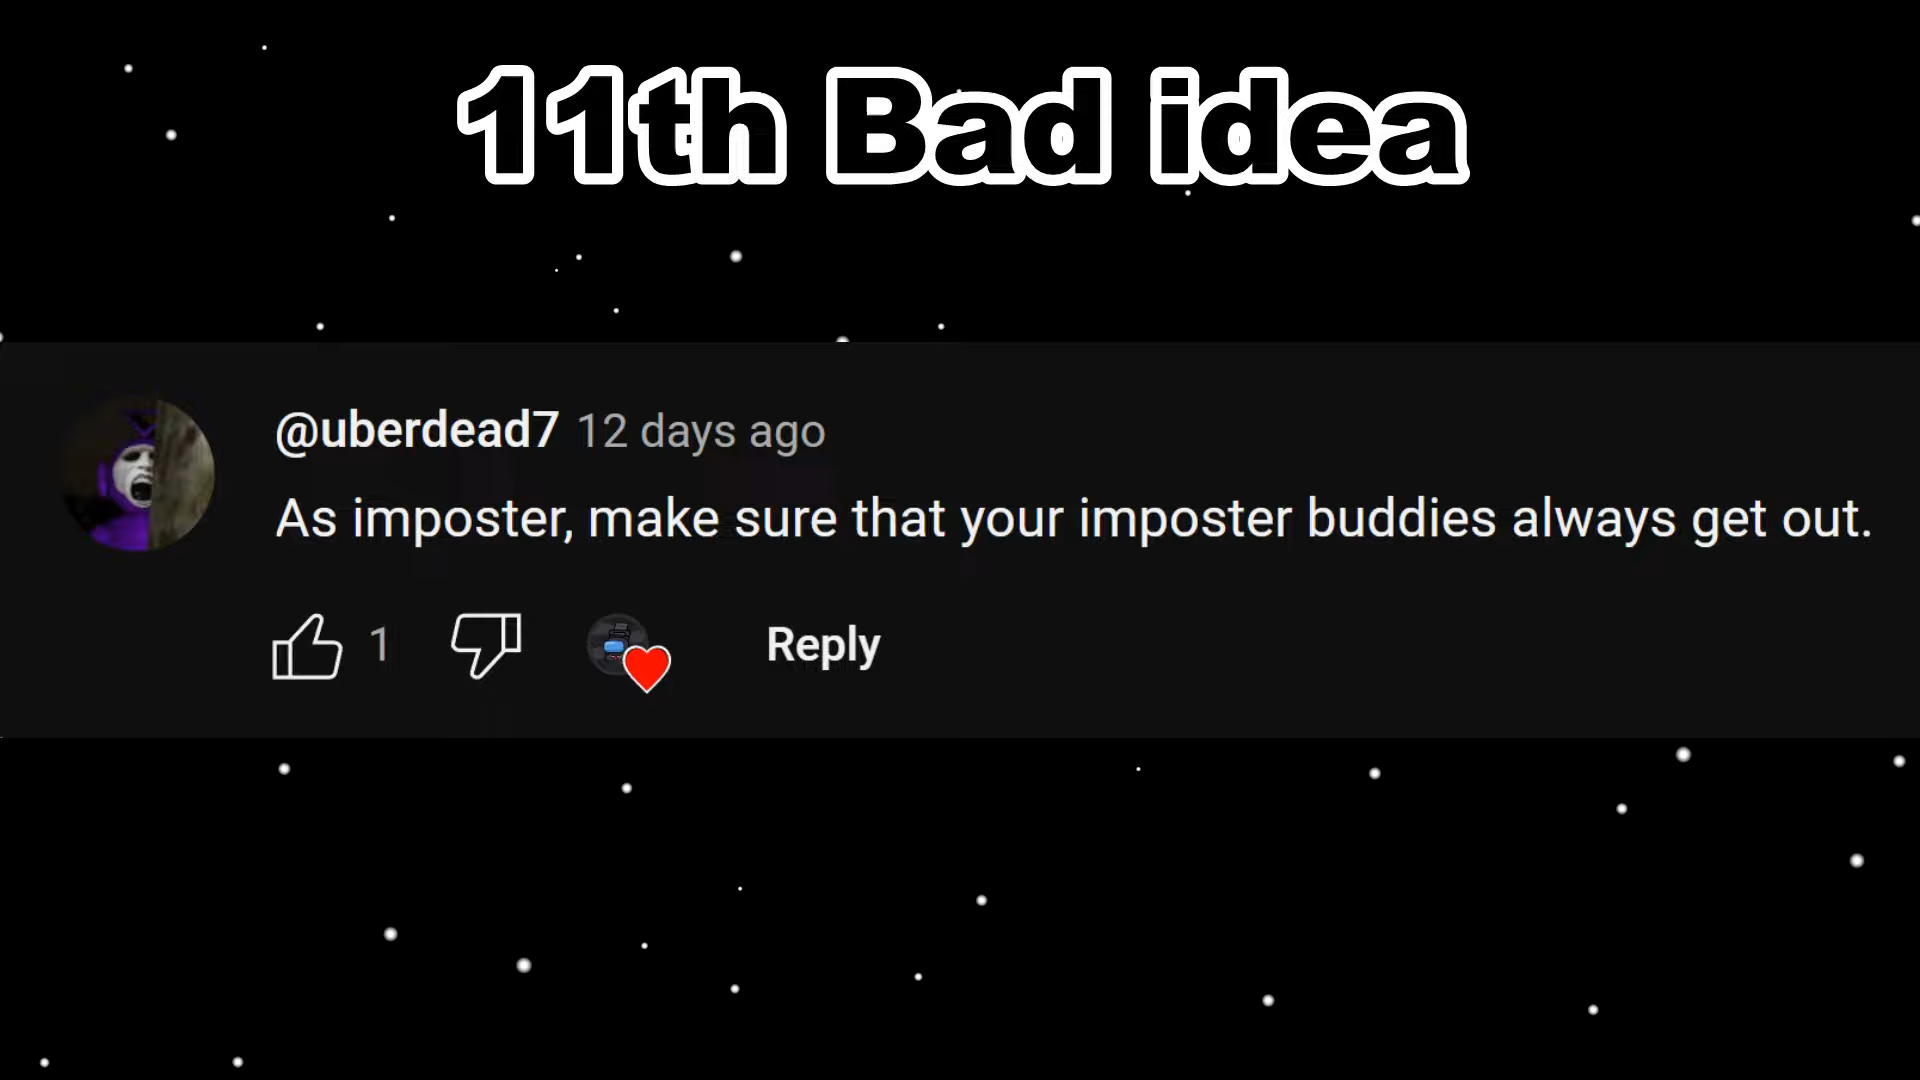 11th Bad idea
@uberdead7 12 days ago
As imposter, make sure that your imposter buddies always get out.
1 Reply